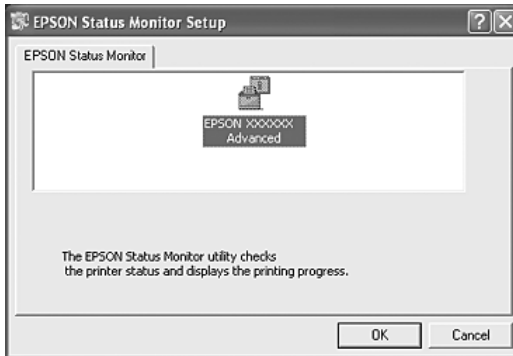 EPSON Status Monitor Setup
EPSON Status Monitor
EPSON XXXXXX
Advanced
The EPSON Status Monitor utility checks
the printer status and displays the printing progress.
OK
Cancel